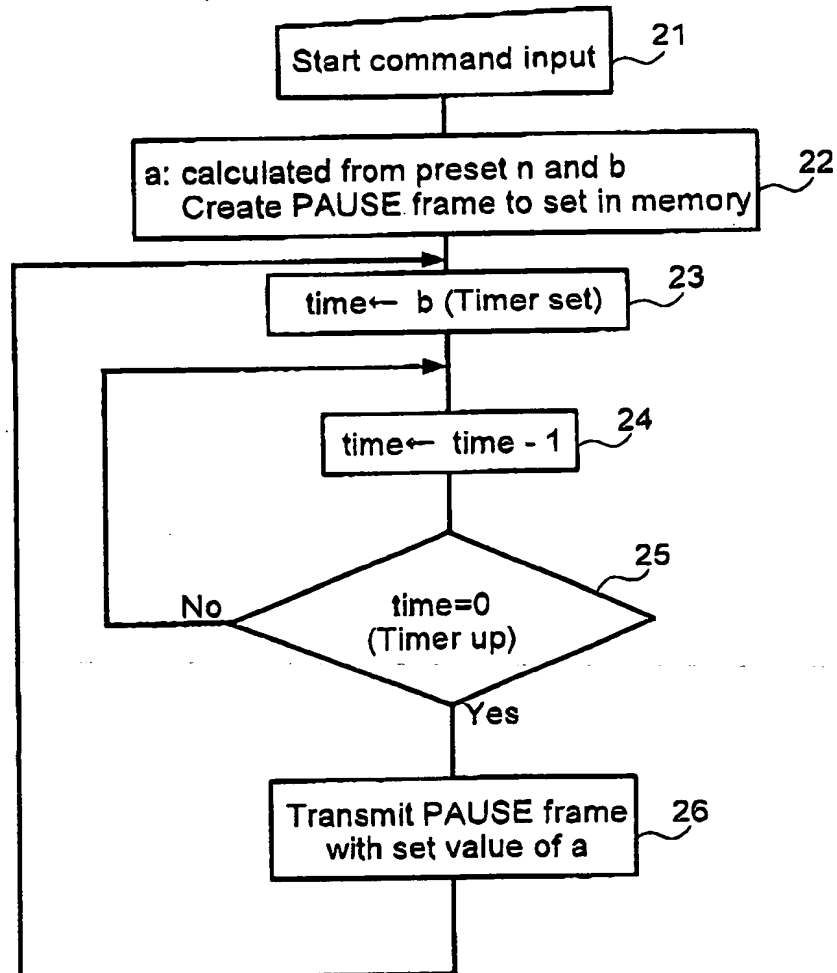 Start command input
21
a: calculated from preset n and b
Create PAUSE frame to set in memory
22
time← b (Timer set)
23
time← time - 1
24
25
time=0
(Timer up)
No
Yes
Transmit PAUSE frame
with set value of a
26